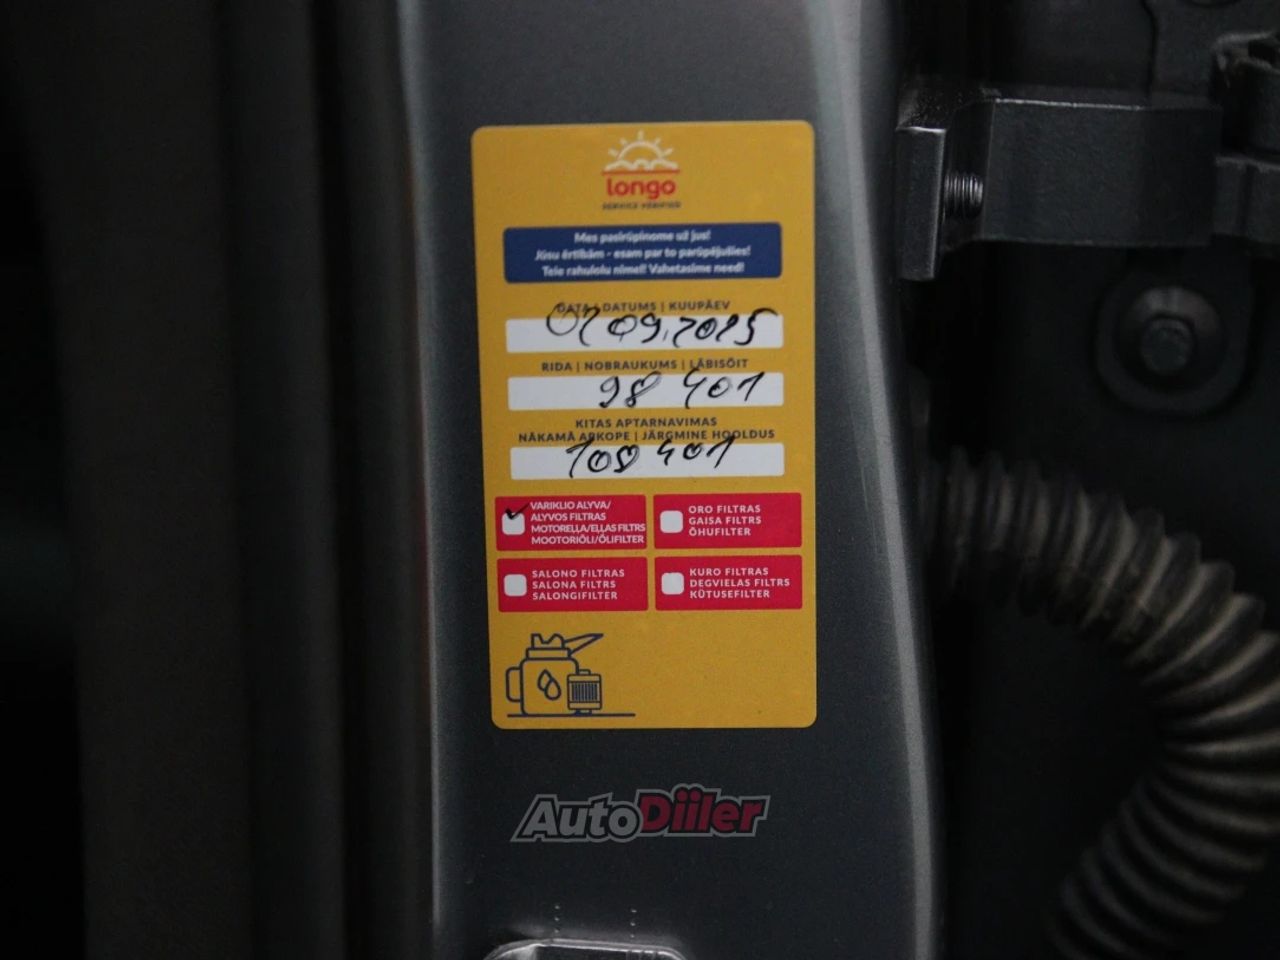 longo
SERVICE VERIFIED
Mes pasirūpinome už jus!
Jūsu ērtībām - esam par to parūpējušies!
Teie rahulolu nimel! Vahetasime need!
DATA | DATUMS | KUUPÄEV
02.09.2025
RIDA | NOBRAUKUMS | LÄBISÕIT
98 401
KITAS APTARNAVIMAS
NĀKAMĀ APKOPE | JÄRGMINE HOOLDUS
108 401
VARIKLIO ALYVA/
ALYVOS FILTRAS
MOTOREĻĻA/EĻĻAS FILTRS
MOOTORIÕLI/ÕLIFILTER
ORO FILTRAS
GAISA FILTRS
ÕHUFILTER
SALONO FILTRAS
SALONA FILTRS
SALONGIFILTER
KURO FILTRAS
DEGVIELAS FILTRS
KÜTUSEFILTER
AutoDiiler